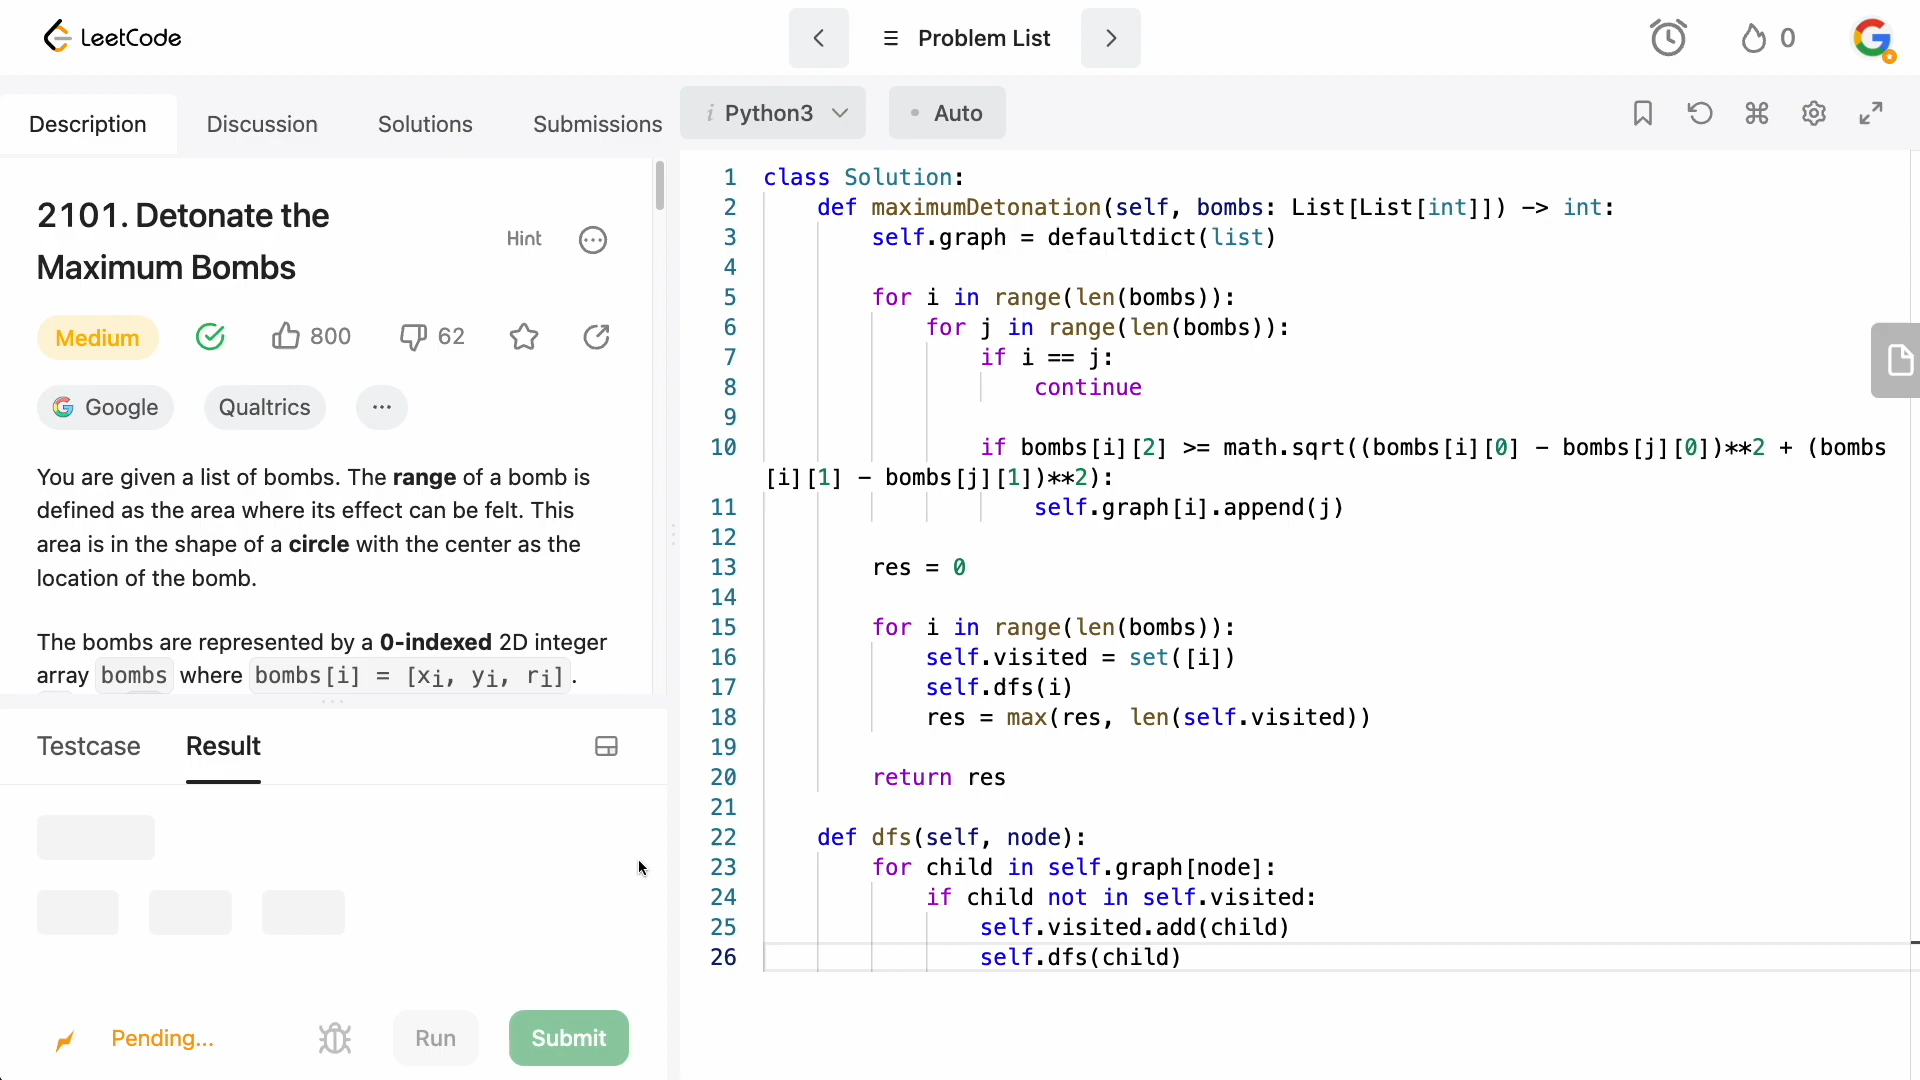 LeetCode
Problem List
0
Description
Discussion
Solutions
Submissions
i Python3
• Auto
2101. Detonate the
Maximum Bombs
Hint
Medium
800
62
Google
Qualtrics
...
You are given a list of bombs. The range of a bomb is
defined as the area where its effect can be felt. This
area is in the shape of a circle with the center as the
location of the bomb.
The bombs are represented by a 0-indexed 2D integer
array bombs where bombs[i] = [xi, yi, ri].
Testcase
Result
Pending...
Run
Submit
1 class Solution:
2 def maximumDetonation(self, bombs: List[List[int]]) -> int:
3 self.graph = defaultdict(list)
4
5 for i in range(len(bombs)):
6 for j in range(len(bombs)):
7 if i == j:
8 continue
9
10 if bombs[i][2] >= math.sqrt((bombs[i][0] - bombs[j][0])**2 + (bombs
[i][1] - bombs[j][1])**2):
11 self.graph[i].append(j)
12
13 res = 0
14
15 for i in range(len(bombs)):
16 self.visited = set([i])
17 self.dfs(i)
18 res = max(res, len(self.visited))
19
20 return res
21
22 def dfs(self, node):
23 for child in self.graph[node]:
24 if child not in self.visited:
25 self.visited.add(child)
26 self.dfs(child)